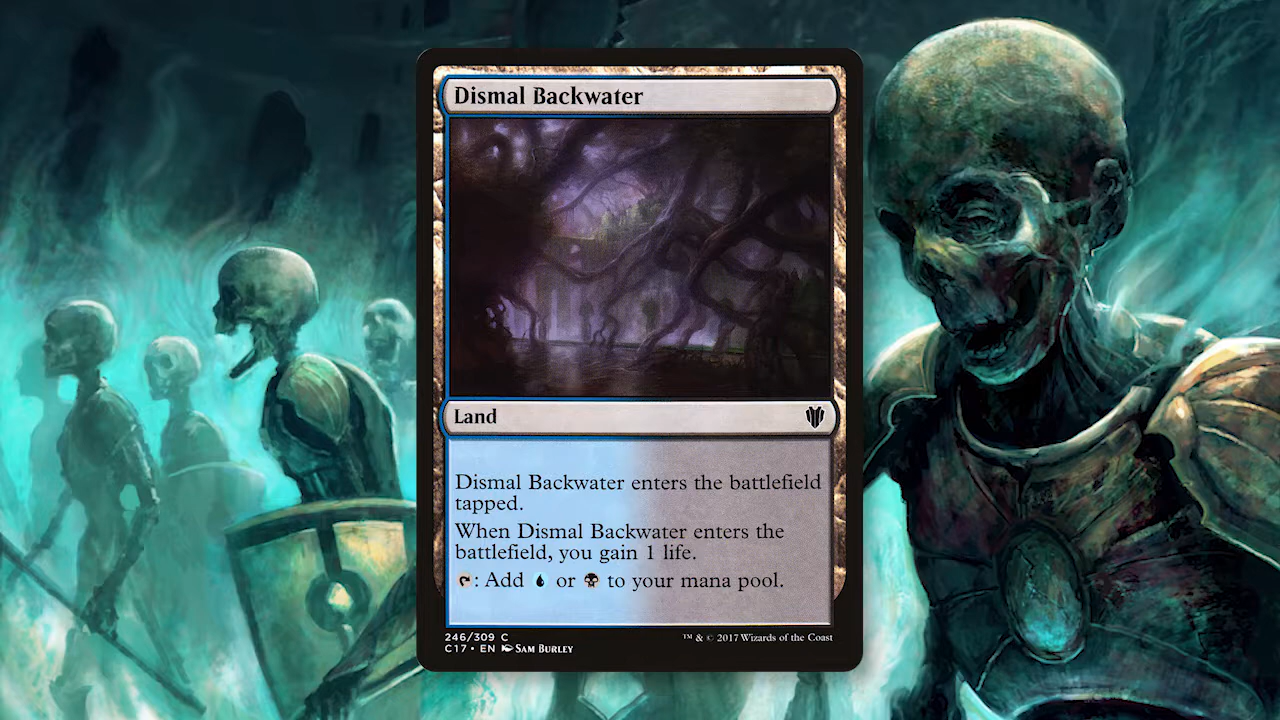 Dismal Backwater
Land
Dismal Backwater enters the battlefield
tapped.
When Dismal Backwater enters the
battlefield, you gain 1 life.
: Add or to your mana pool.
246/309 C
™ & © 2017 Wizards of the Coast
C17 • EN Sam Burley